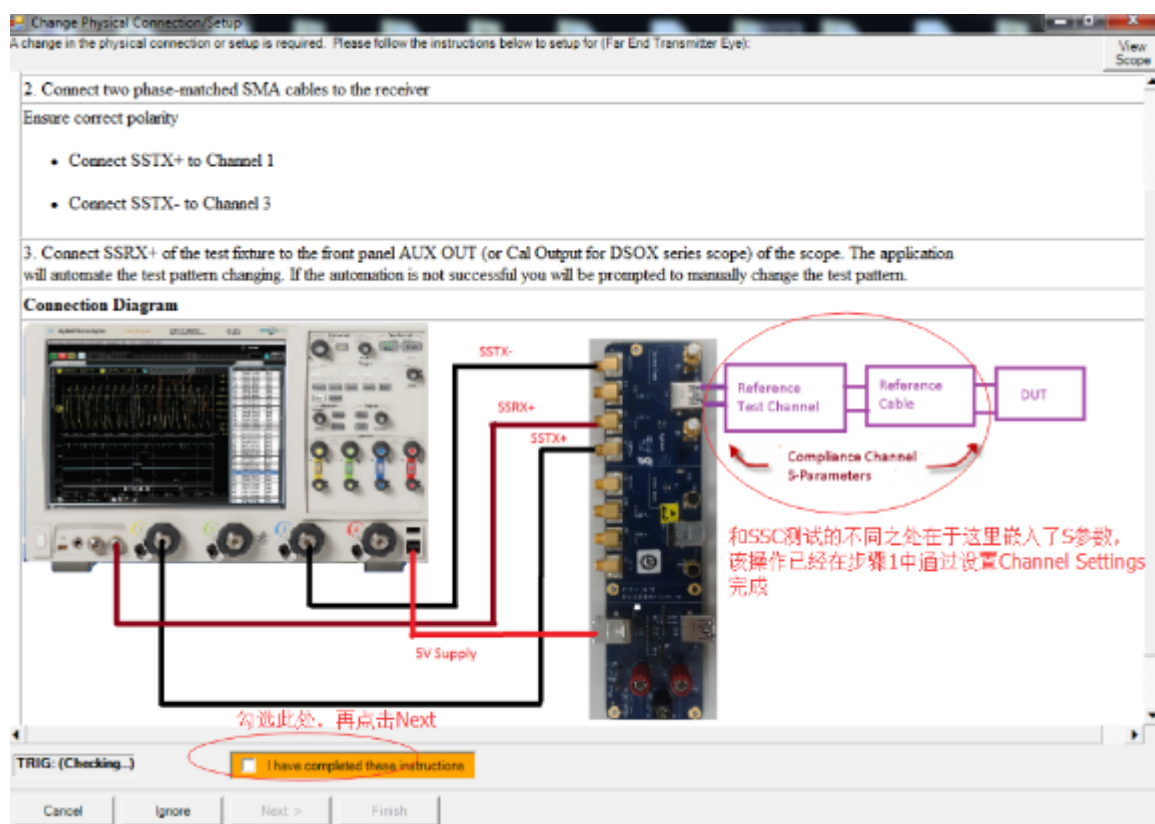 Change Physical Connection/Setup
A change in the physical connection or setup is required. Please follow the instructions below to setup for (Far End Transmitter Eye):
View
Scope
2. Connect two phase-matched SMA cables to the receiver
Ensure correct polarity
• Connect SSTX+ to Channel 1
• Connect SSTX- to Channel 3
3. Connect SSRX+ of the test fixture to the front panel AUX OUT (or Cal Output for DSOX series scope) of the scope. The application
will automate the test pattern changing. If the automation is not successful you will be prompted to manually change the test pattern.
Connection Diagram
SSTX-
SSRX+
SSTX+
Reference
Test Channel
Reference
Cable
DUT
Compliance Channel
S-Parameters
和SSC测试的不同之处在于这里嵌入了S参数，
该操作已经在步骤1中通过设置Channel Settings
完成
5V Supply
勾选此处，再点击Next
TRIG: (Checking...)
I have completed these instructions
Cancel
Ignore
Next >
Finish